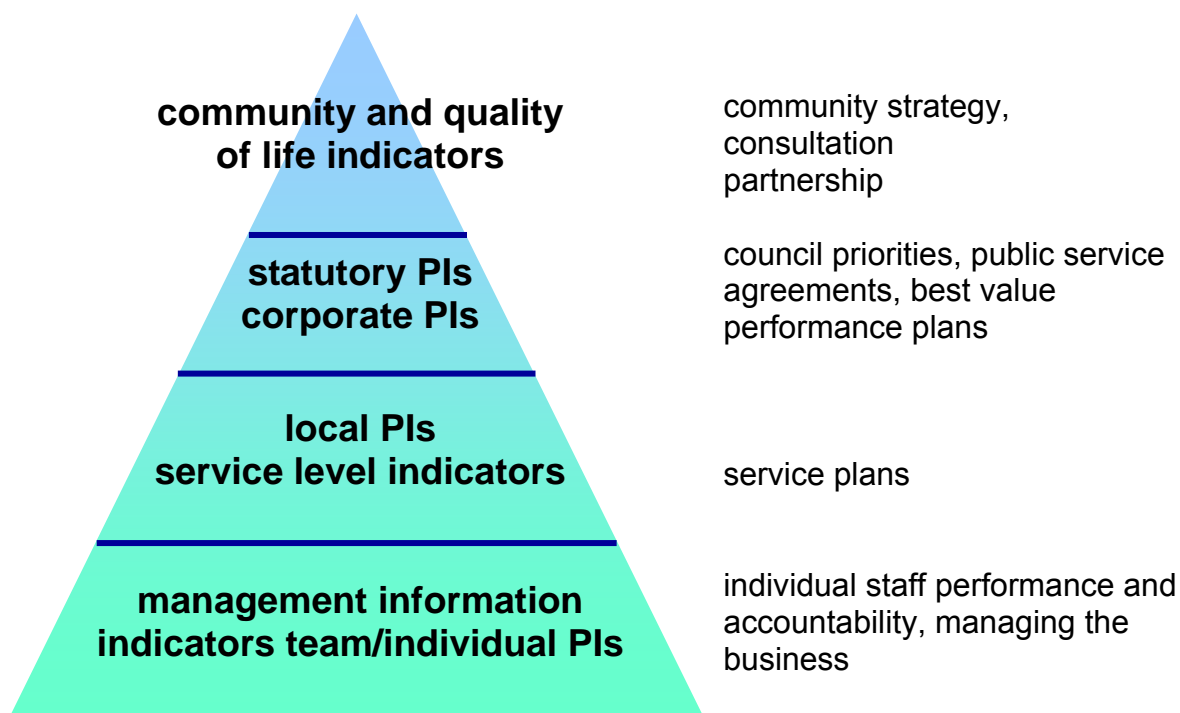 community and quality
of life indicators
community strategy,
consultation
partnership
statutory PIs
corporate PIs
council priorities, public service
agreements, best value
performance plans
local PIs
service level indicators
service plans
management information
indicators team/individual PIs
individual staff performance and
accountability, managing the
business